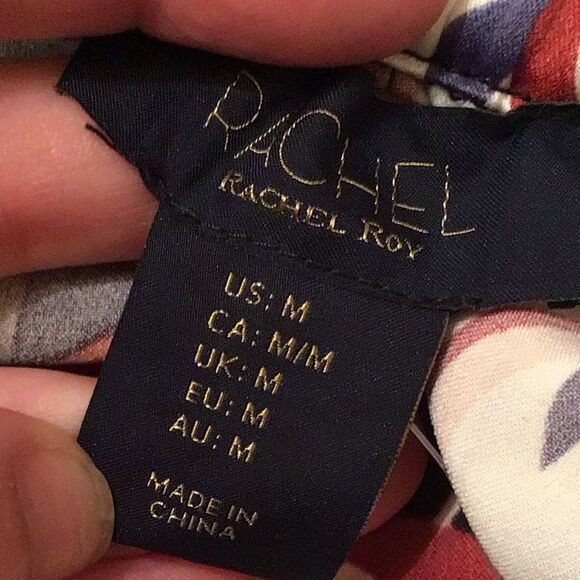 RACHEL
RACHEL ROY
US: M
CA: M/M
UK: M
EU: M
AU: M
MADE IN
CHINA